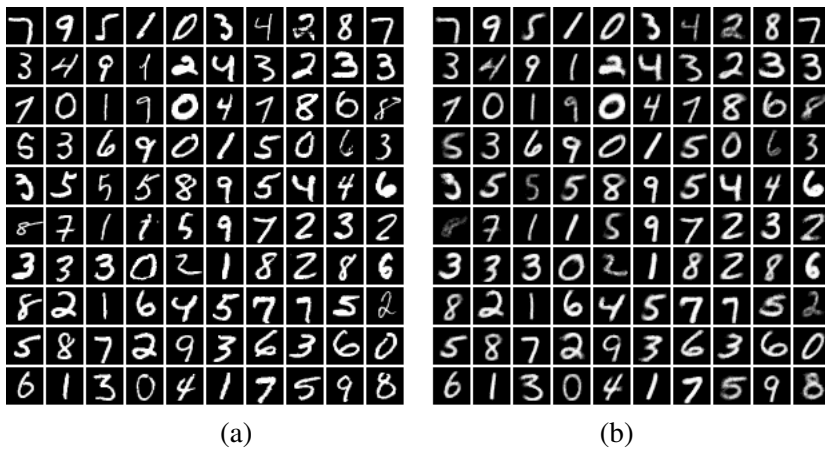 7 9 5 1 0 3 4 2 8 7
3 4 9 1 2 4 3 2 3 3
7 0 1 9 0 4 7 8 6 8
5 3 6 9 0 1 5 0 6 3
3 5 5 5 8 9 5 4 4 6
8 7 1 1 5 9 7 2 3 2
3 3 3 0 2 1 8 2 8 6
8 2 1 6 4 5 7 7 5 2
5 8 7 2 9 3 6 3 6 0
6 1 3 0 4 1 7 5 9 8
(a)
7 9 5 1 0 3 4 2 8 7
3 4 9 1 2 4 3 2 3 3
7 0 1 9 0 4 7 8 6 8
5 3 6 9 0 1 5 0 6 3
3 5 5 5 8 9 5 4 4 6
8 7 1 1 5 9 7 2 3 2
3 3 3 0 2 1 8 2 8 6
8 2 1 6 4 5 7 7 5 2
5 8 7 2 9 3 6 3 6 0
6 1 3 0 4 1 7 5 9 8
(b)